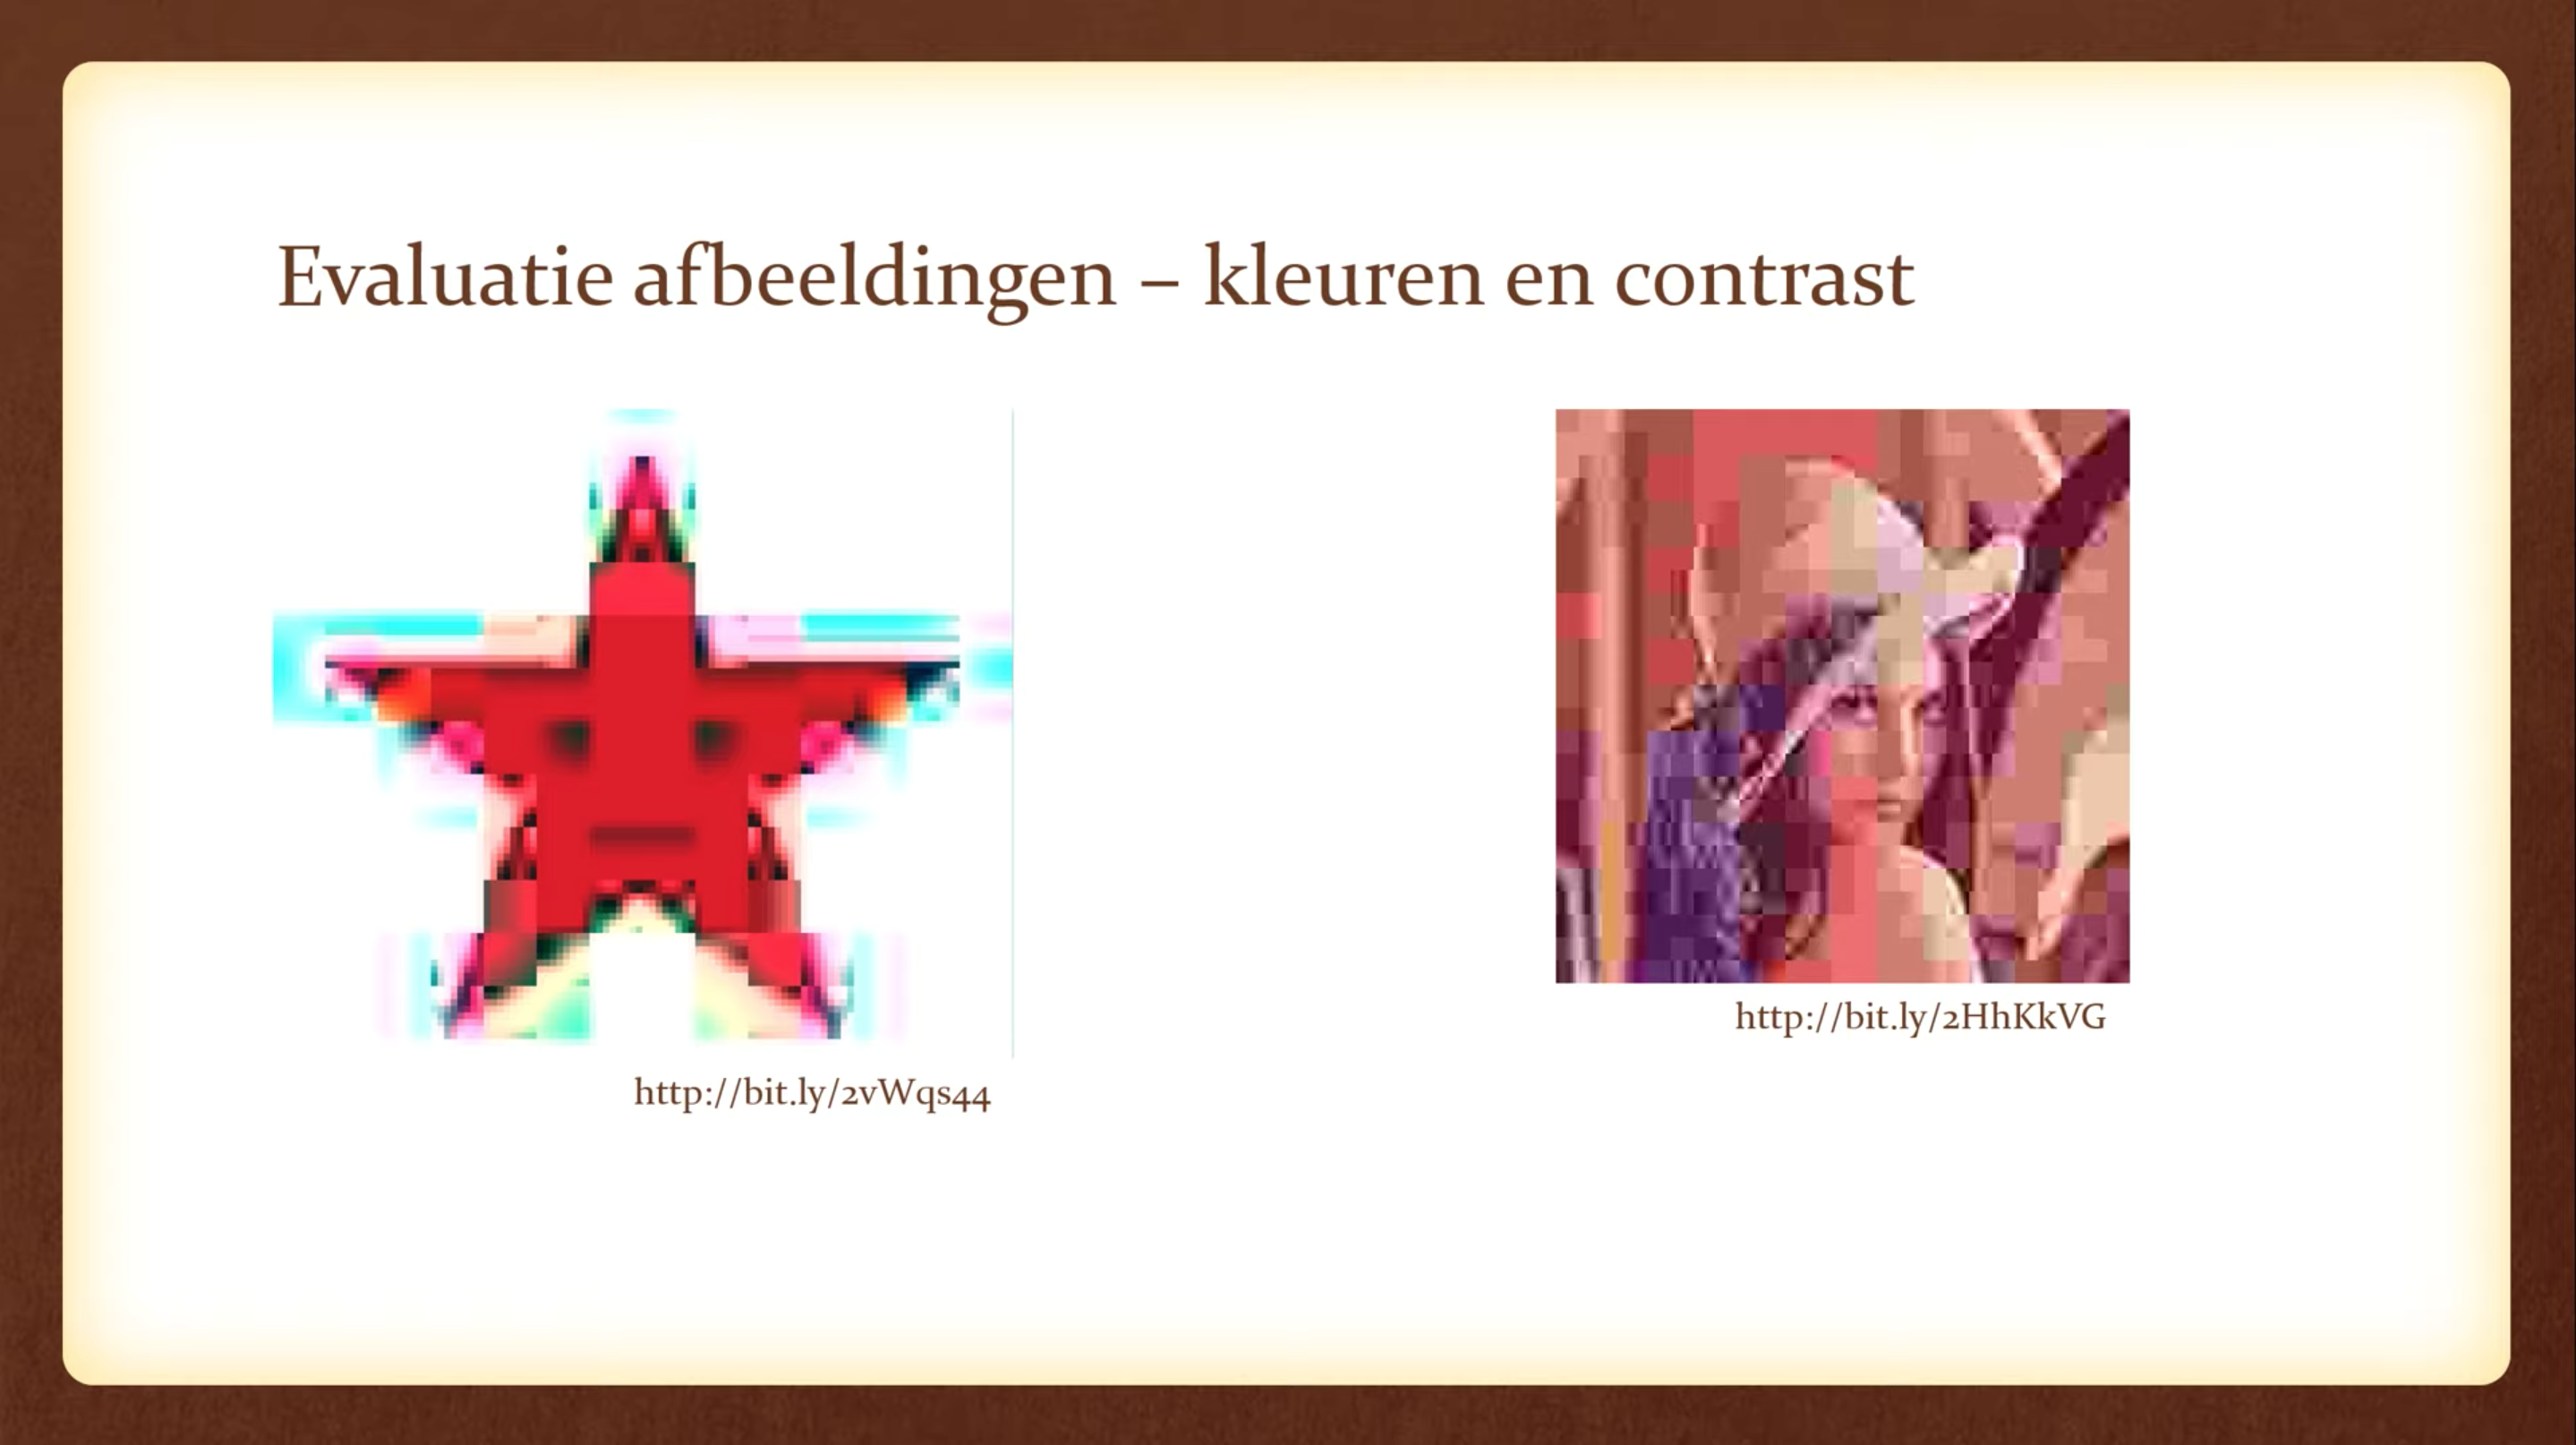 Evaluatie afbeeldingen – kleuren en contrast
http://bit.ly/2HhKkVG
http://bit.ly/2vWqs44